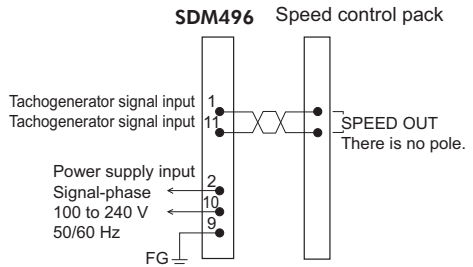 SDM496 Speed control pack
Tachogenerator signal input 1
Tachogenerator signal input 11
SPEED OUT
There is no pole.
Power supply input
2
Signal-phase
10
100 to 240 V
9
50/60 Hz
FG